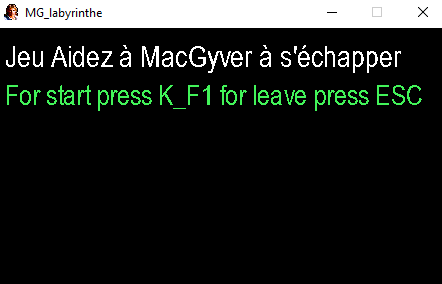 MG_labyrinthe
Jeu Aidez à MacGyver à s'échapper
For start press K_F1 for leave press ESC